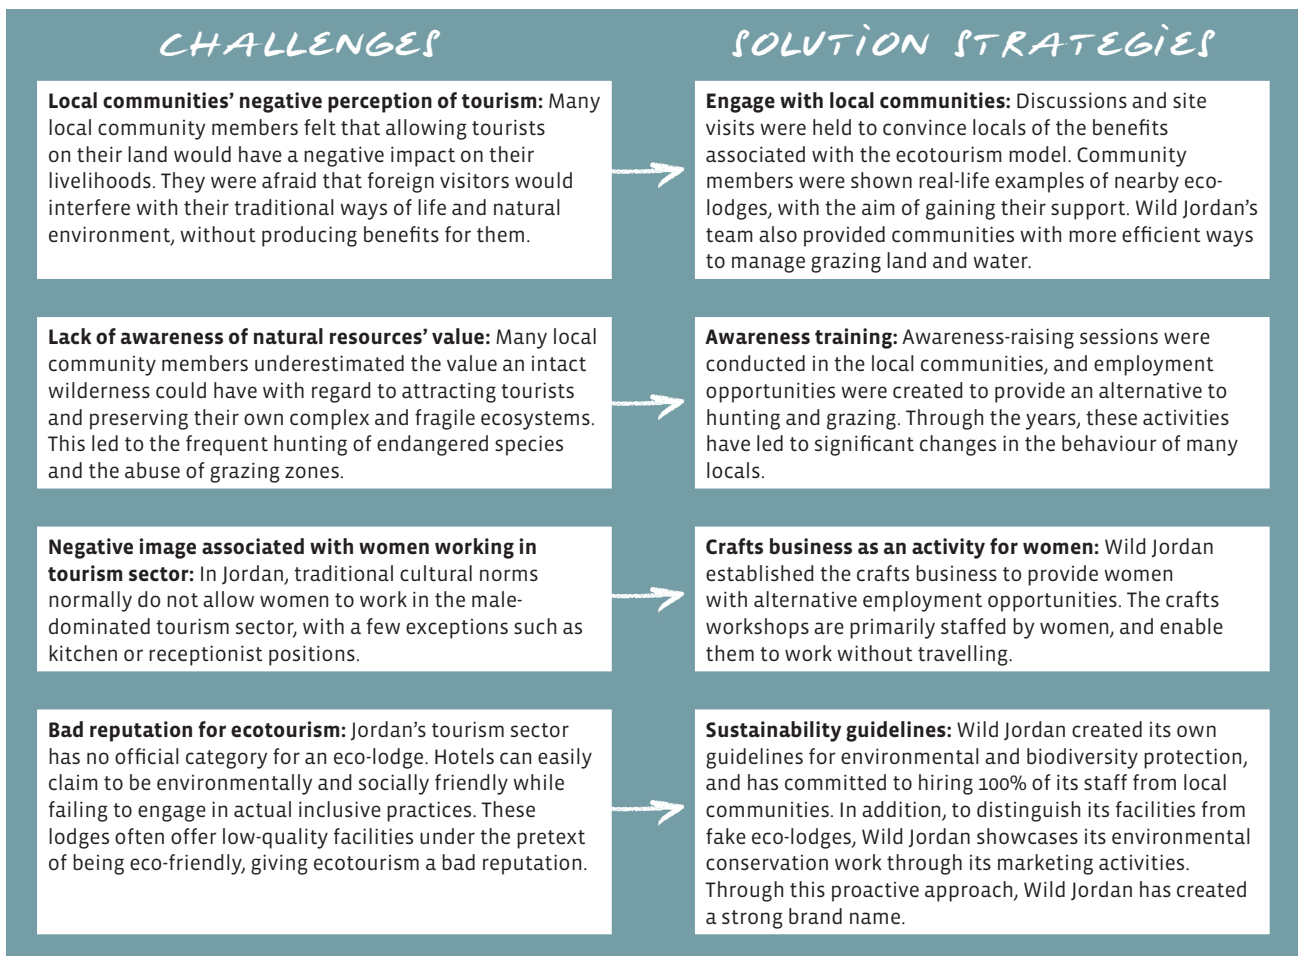 CHALLENGES
SOLUTION STRATEGIES
Local communities’ negative perception of tourism: Many
local community members felt that allowing tourists
on their land would have a negative impact on their
livelihoods. They were afraid that foreign visitors would
interfere with their traditional ways of life and natural
environment, without producing benefits for them.
Engage with local communities: Discussions and site
visits were held to convince locals of the benefits
associated with the ecotourism model. Community
members were shown real-life examples of nearby eco-
lodges, with the aim of gaining their support. Wild Jordan’s
team also provided communities with more efficient ways
to manage grazing land and water.
Lack of awareness of natural resources’ value: Many local
community members underestimated the value an intact
wilderness could have with regard to attracting tourists
and preserving their own complex and fragile ecosystems.
This led to the frequent hunting of endangered species
and the abuse of grazing zones.
Awareness training: Awareness-raising sessions were
conducted in the local communities, and employment
opportunities were created to provide an alternative to
hunting and grazing. Through the years, these activities
have led to significant changes in the behaviour of many
locals.
Negative image associated with women working in
tourism sector: In Jordan, traditional cultural norms
normally do not allow women to work in the male-
dominated tourism sector, with a few exceptions such as
kitchen or receptionist positions.
Crafts business as an activity for women: Wild Jordan
established the crafts business to provide women
with alternative employment opportunities. The crafts
workshops are primarily staffed by women, and enable
them to work without travelling.
Bad reputation for ecotourism: Jordan’s tourism sector
has no official category for an eco-lodge. Hotels can easily
claim to be environmentally and socially friendly while
failing to engage in actual inclusive practices. These
lodges often offer low-quality facilities under the pretext
of being eco-friendly, giving ecotourism a bad reputation.
Sustainability guidelines: Wild Jordan created its own
guidelines for environmental and biodiversity protection,
and has committed to hiring 100% of its staff from local
communities. In addition, to distinguish its facilities from
fake eco-lodges, Wild Jordan showcases its environmental
conservation work through its marketing activities.
Through this proactive approach, Wild Jordan has created
a strong brand name.